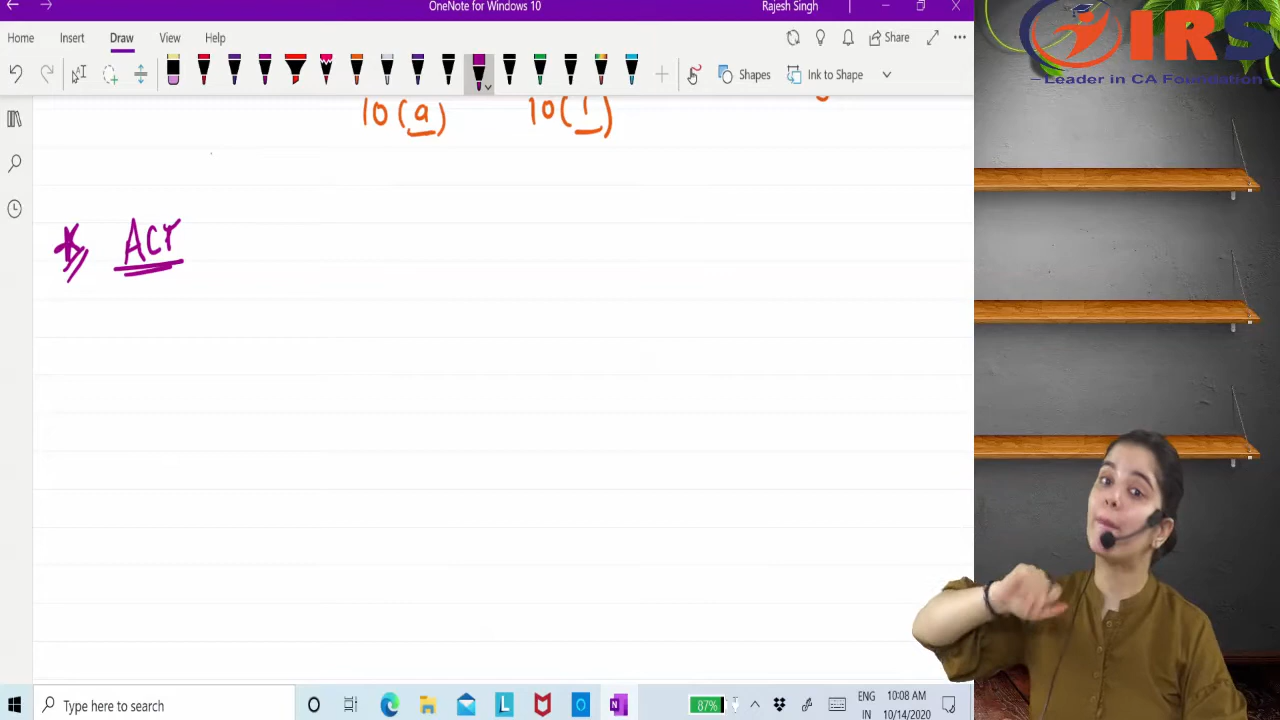 OneNote for Windows 10 Rajesh Singh
Home Insert Draw View Help Share
Shapes Ink to Shape
IRS
Leader in CA Foundation
10(a) 10(1)
ACT
Type here to search
87% ENG 10:08 AM
IN 10/14/2020